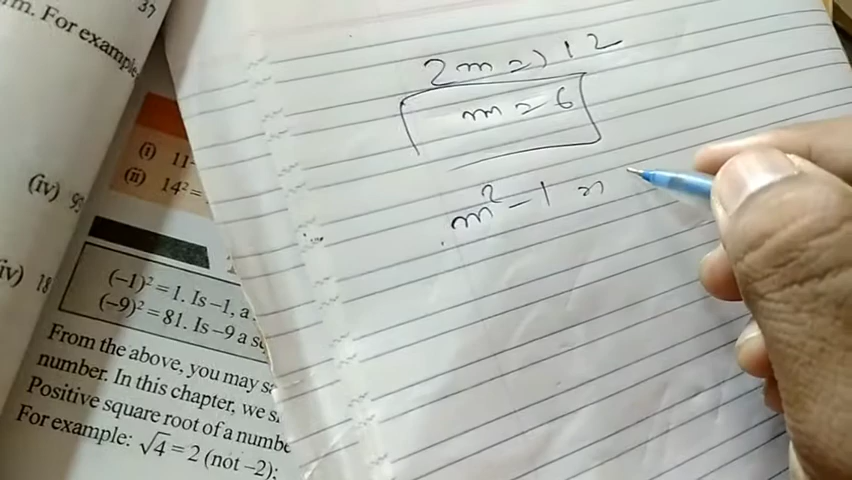 37
m. For example
(iv) 9
iv) 18
(i) 11
(ii) 14² =
(−1)² = 1. Is −1, a
(−9)² = 81. Is −9 a s
From the above, you may sa
number. In this chapter, we s
Positive square root of a numbe
For example: √4 = 2 (not −2);
2m = 12
m = 6
m² − 1